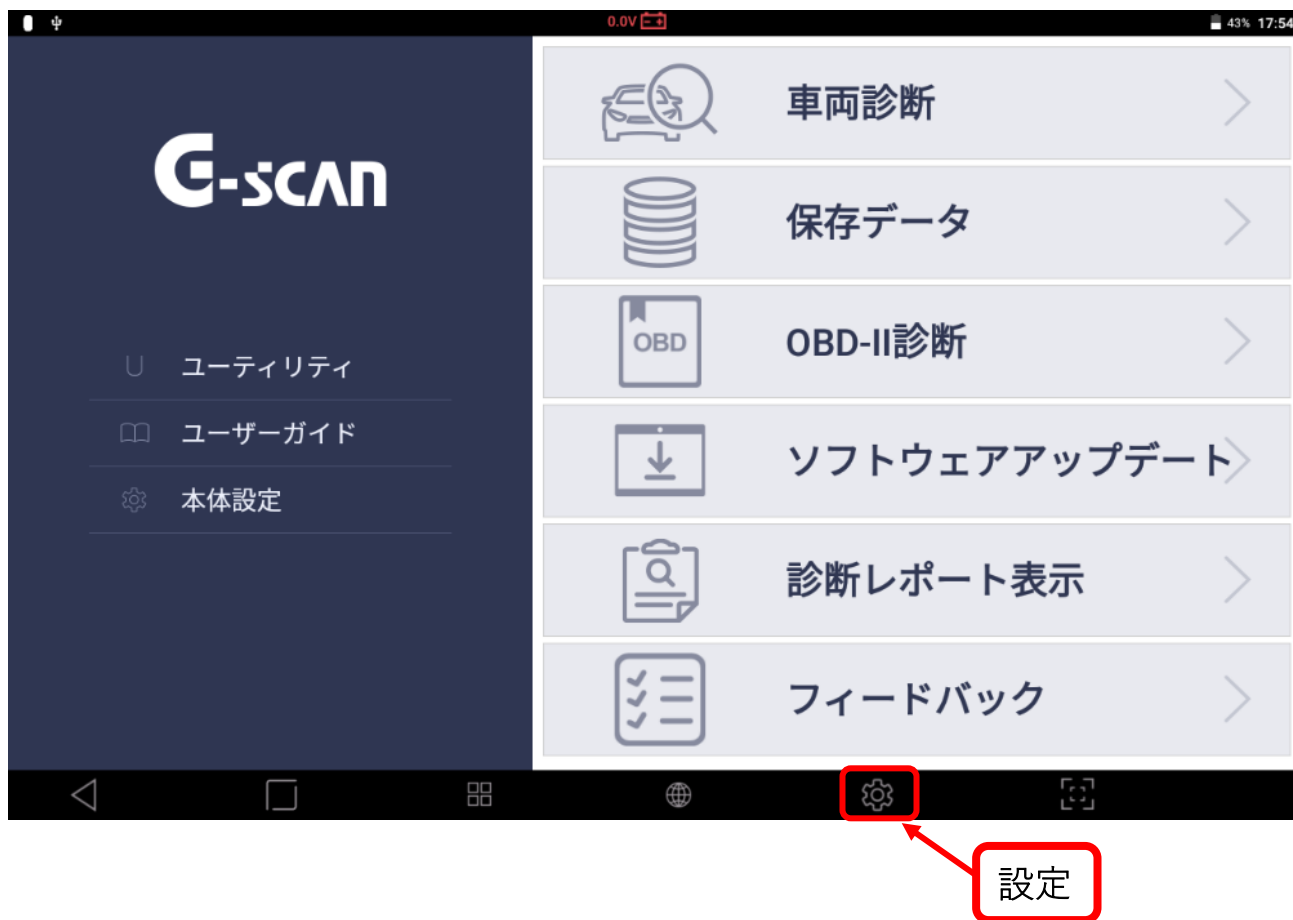 0.0V
43% 17:54
G-scan
ユーティリティ
ユーザーガイド
本体設定
車両診断
保存データ
OBD
OBD-II診断
ソフトウェアアップデート
診断レポート表示
フィードバック
設定